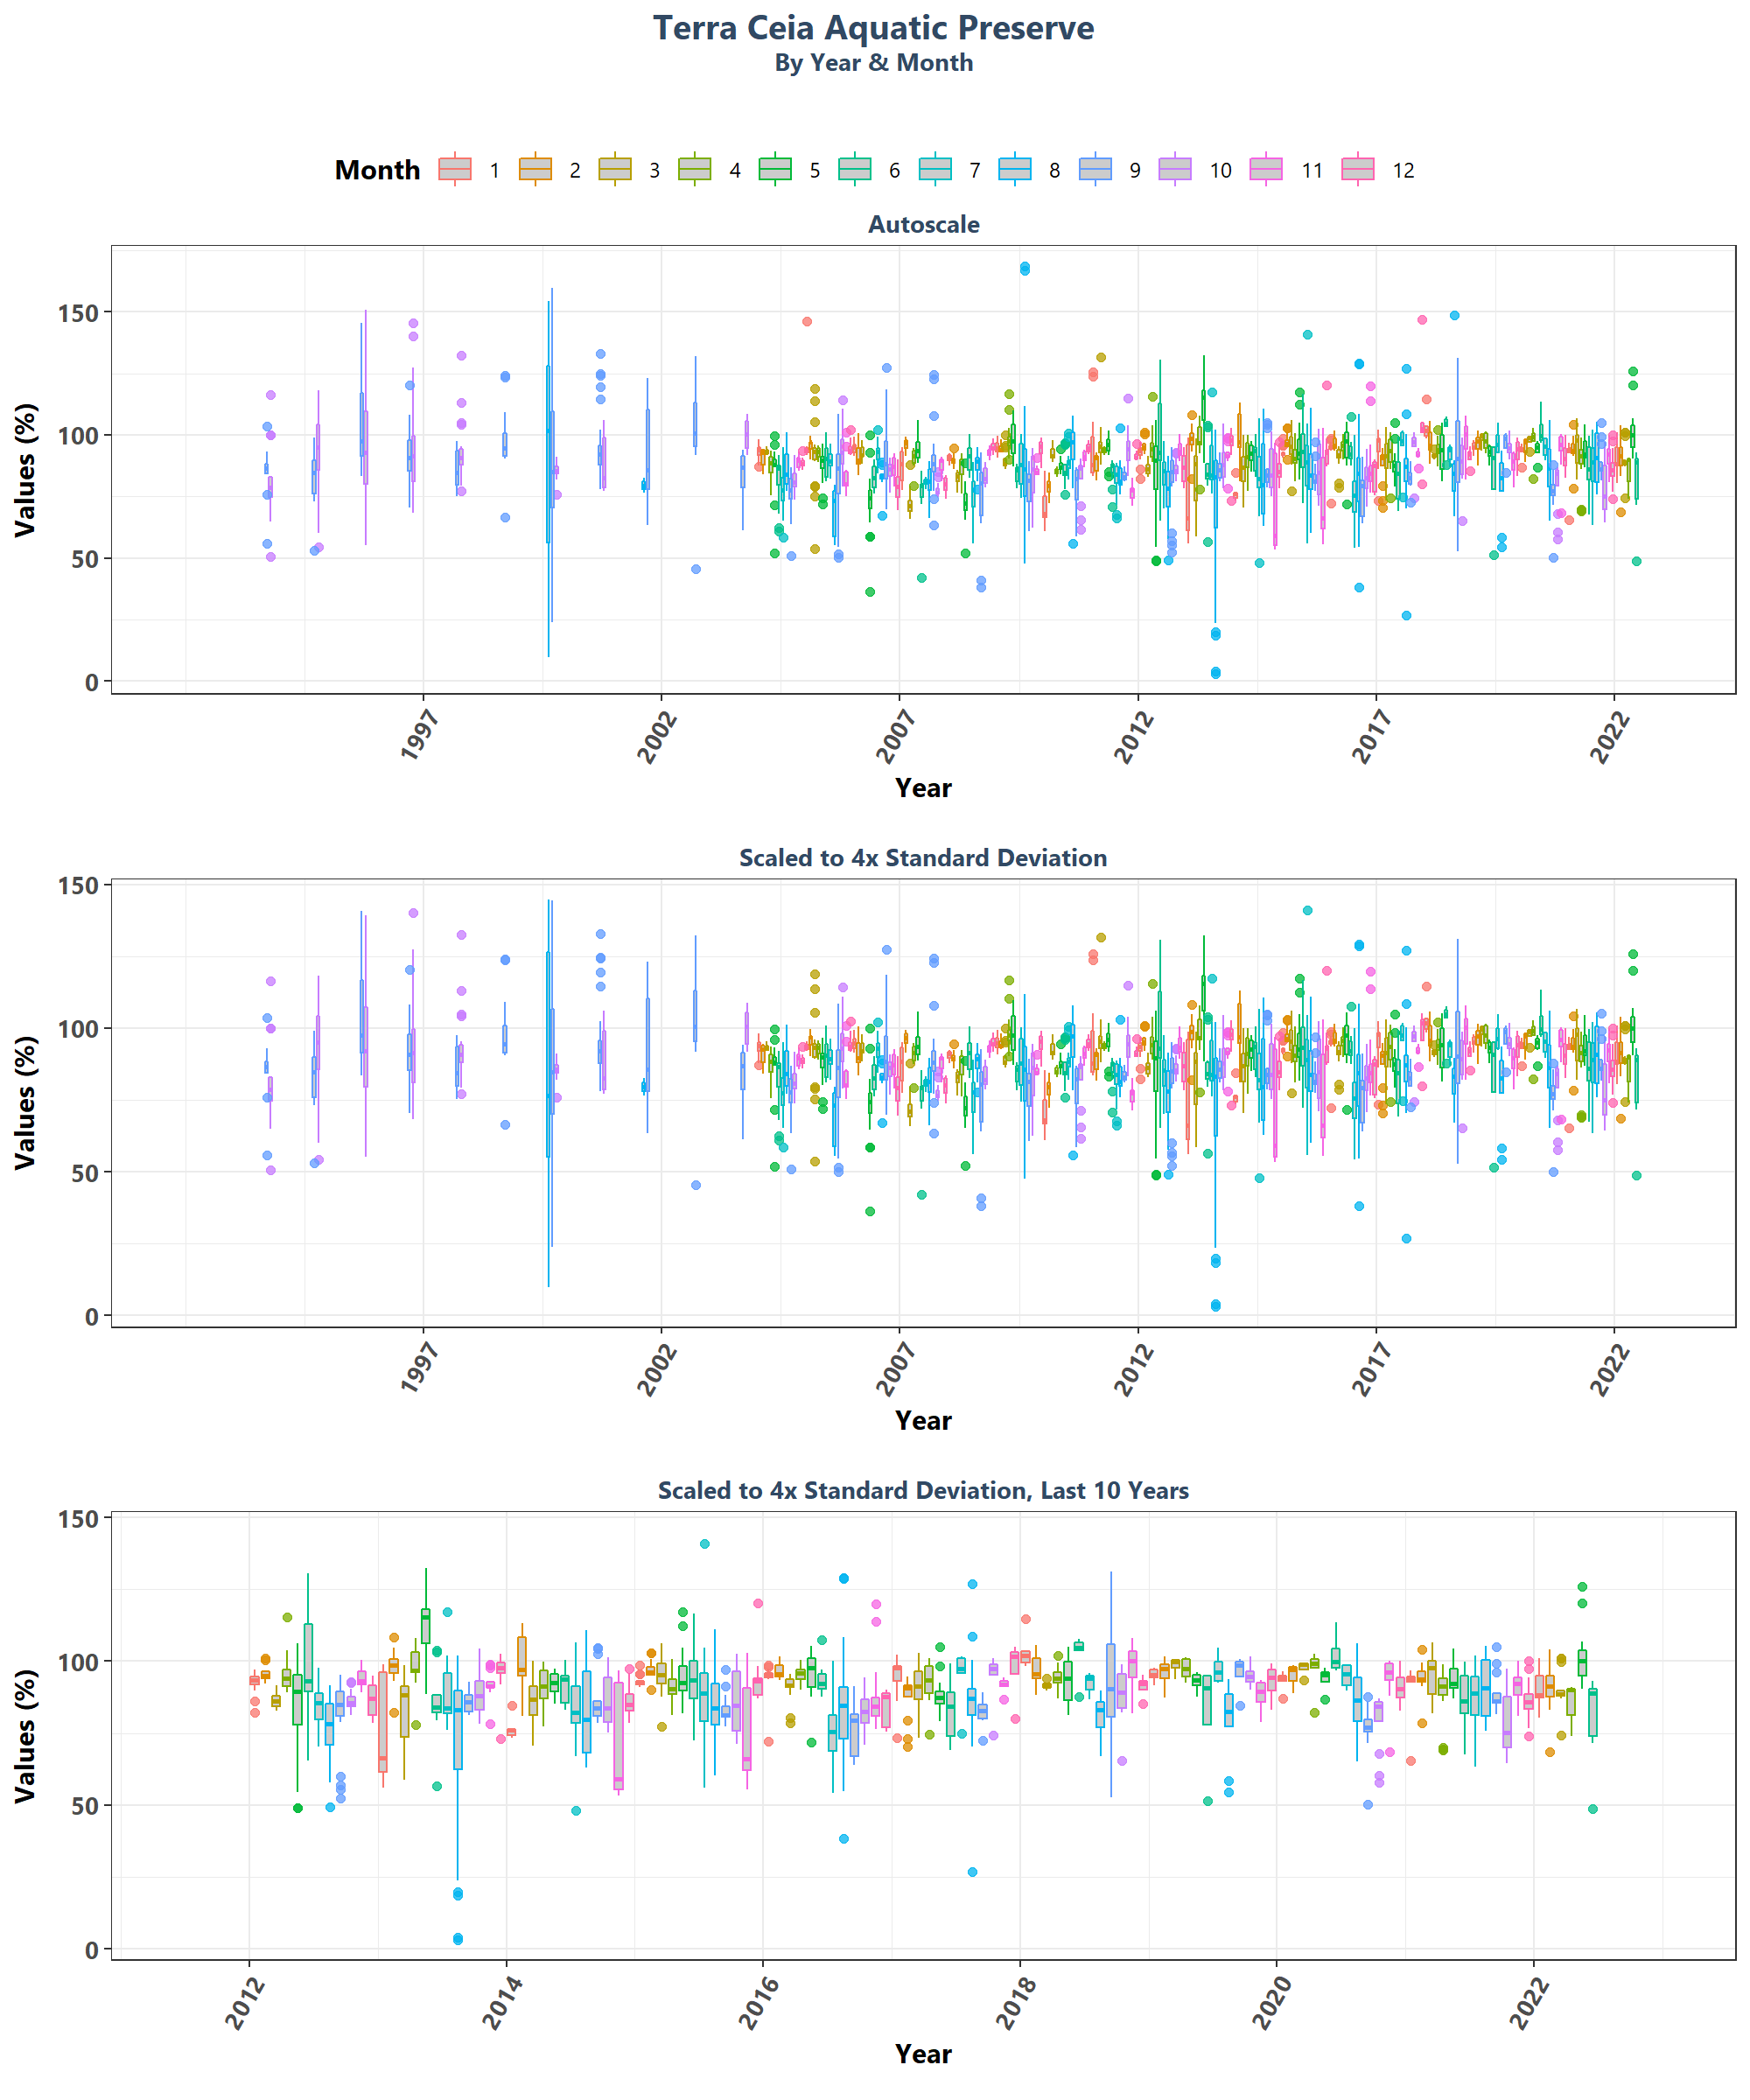 Terra Ceia Aquatic Preserve
By Year & Month
Month 1 2 3 4 5 6 7 8 9 10 11 12
Autoscale
Values (%)
150
100
50
0
1997 2002 2007 2012 2017 2022
Year
Scaled to 4x Standard Deviation
Values (%)
150
100
50
0
1997 2002 2007 2012 2017 2022
Year
Scaled to 4x Standard Deviation, Last 10 Years
Values (%)
150
100
50
0
2012 2014 2016 2018 2020 2022
Year